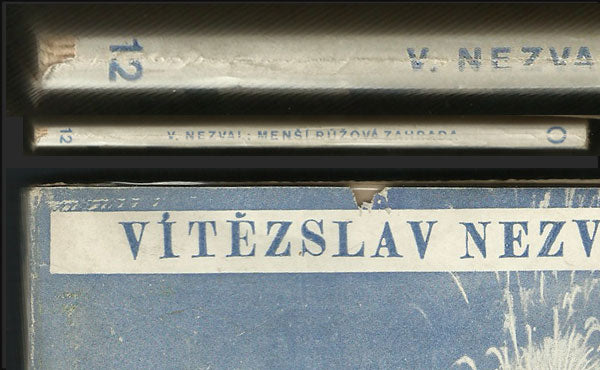 12 V. NEZVA
12 V. NEZVAL: MENŠÍ RŮŽOVÁ ZAHRADA
VÍTĚZSLAV NEZV